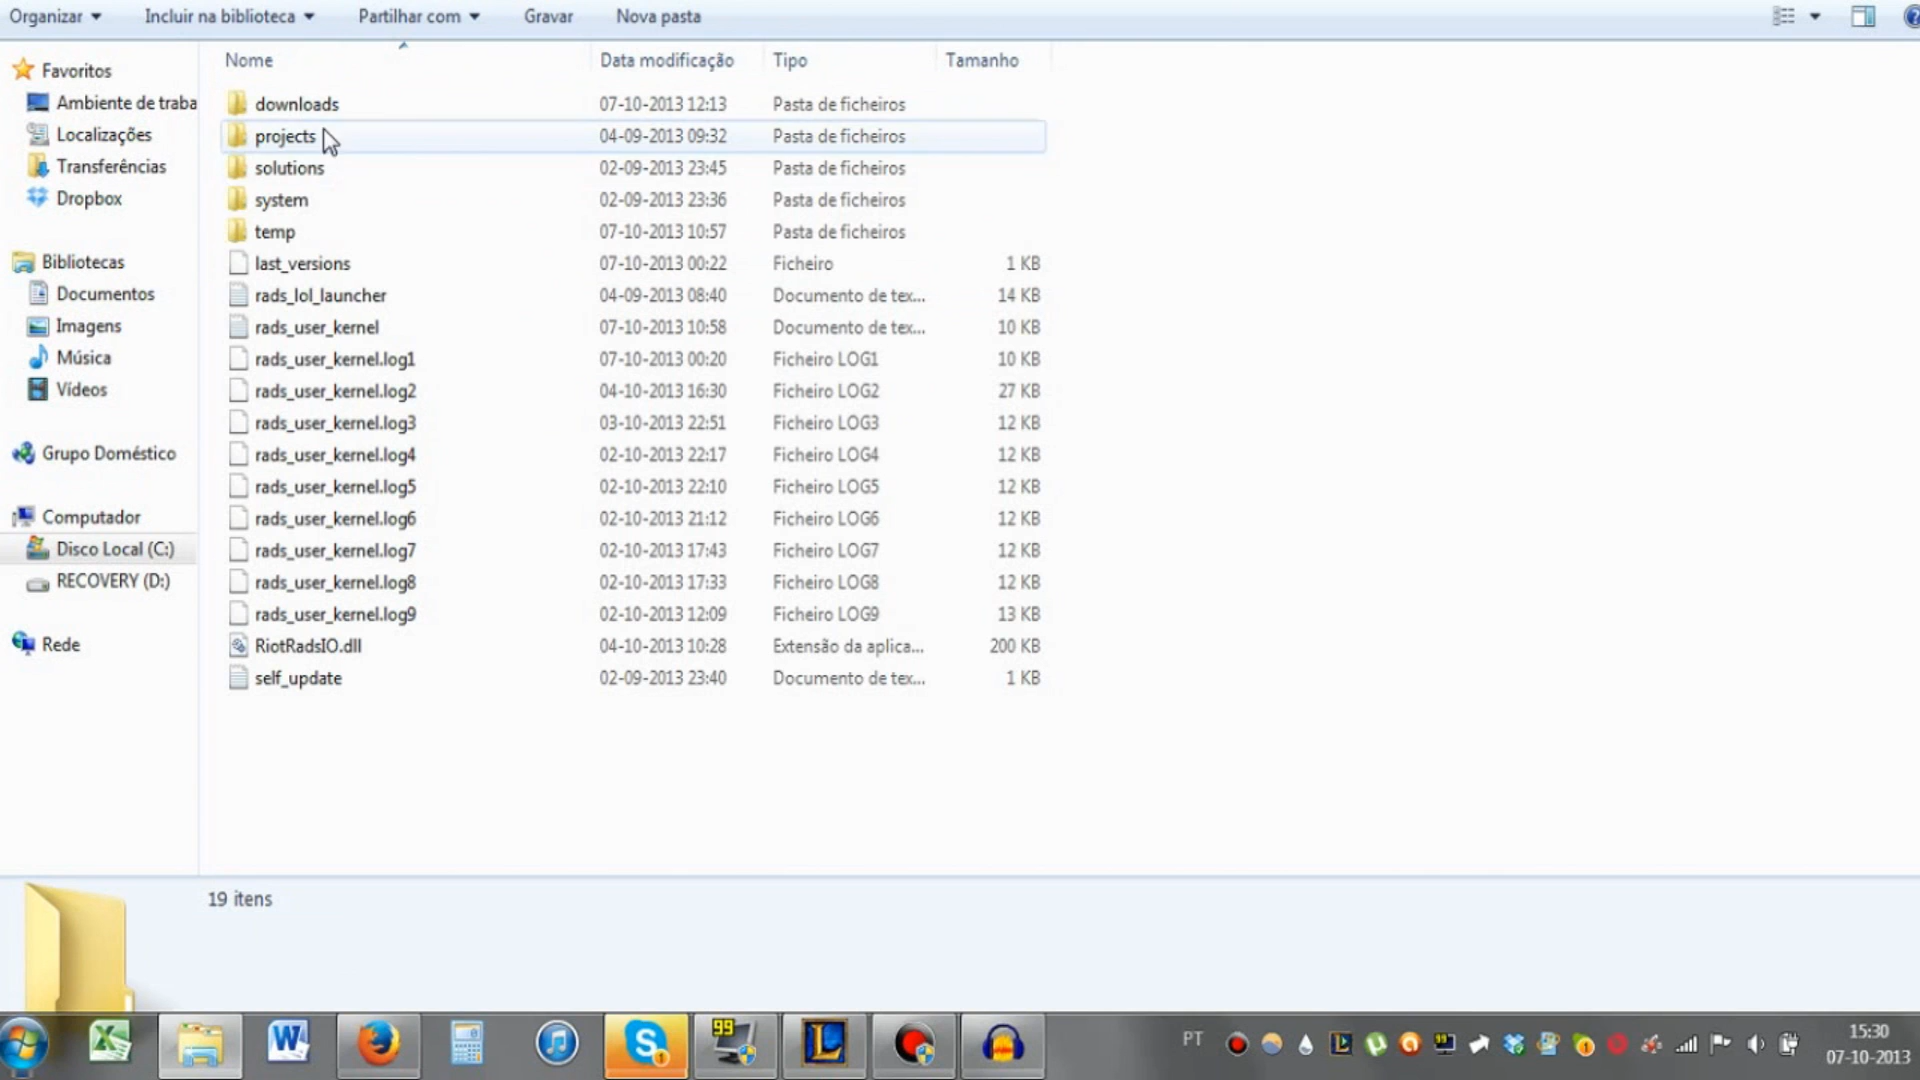 Organizar Incluir na biblioteca Partilhar com Gravar Nova pasta
Nome Data modificação Tipo Tamanho
Favoritos
Ambiente de traba
Localizações
Transferências
Dropbox
Bibliotecas
Documentos
Imagens
Música
Vídeos
Grupo Doméstico
Computador
Disco Local (C:)
RECOVERY (D:)
Rede
downloads 07-10-2013 12:13 Pasta de ficheiros
projects 04-09-2013 09:32 Pasta de ficheiros
solutions 02-09-2013 23:45 Pasta de ficheiros
system 02-09-2013 23:36 Pasta de ficheiros
temp 07-10-2013 10:57 Pasta de ficheiros
last_versions 07-10-2013 00:22 Ficheiro 1 KB
rads_lol_launcher 04-09-2013 08:40 Documento de tex... 14 KB
rads_user_kernel 07-10-2013 10:58 Documento de tex... 10 KB
rads_user_kernel.log1 07-10-2013 00:20 Ficheiro LOG1 10 KB
rads_user_kernel.log2 04-10-2013 16:30 Ficheiro LOG2 27 KB
rads_user_kernel.log3 03-10-2013 22:51 Ficheiro LOG3 12 KB
rads_user_kernel.log4 02-10-2013 22:17 Ficheiro LOG4 12 KB
rads_user_kernel.log5 02-10-2013 22:10 Ficheiro LOG5 12 KB
rads_user_kernel.log6 02-10-2013 21:12 Ficheiro LOG6 12 KB
rads_user_kernel.log7 02-10-2013 17:43 Ficheiro LOG7 12 KB
rads_user_kernel.log8 02-10-2013 17:33 Ficheiro LOG8 12 KB
rads_user_kernel.log9 02-10-2013 12:09 Ficheiro LOG9 13 KB
RiotRadsIO.dll 04-10-2013 10:28 Extensão da aplica... 200 KB
self_update 02-09-2013 23:40 Documento de tex... 1 KB
19 itens
99
PT
15:30
07-10-2013